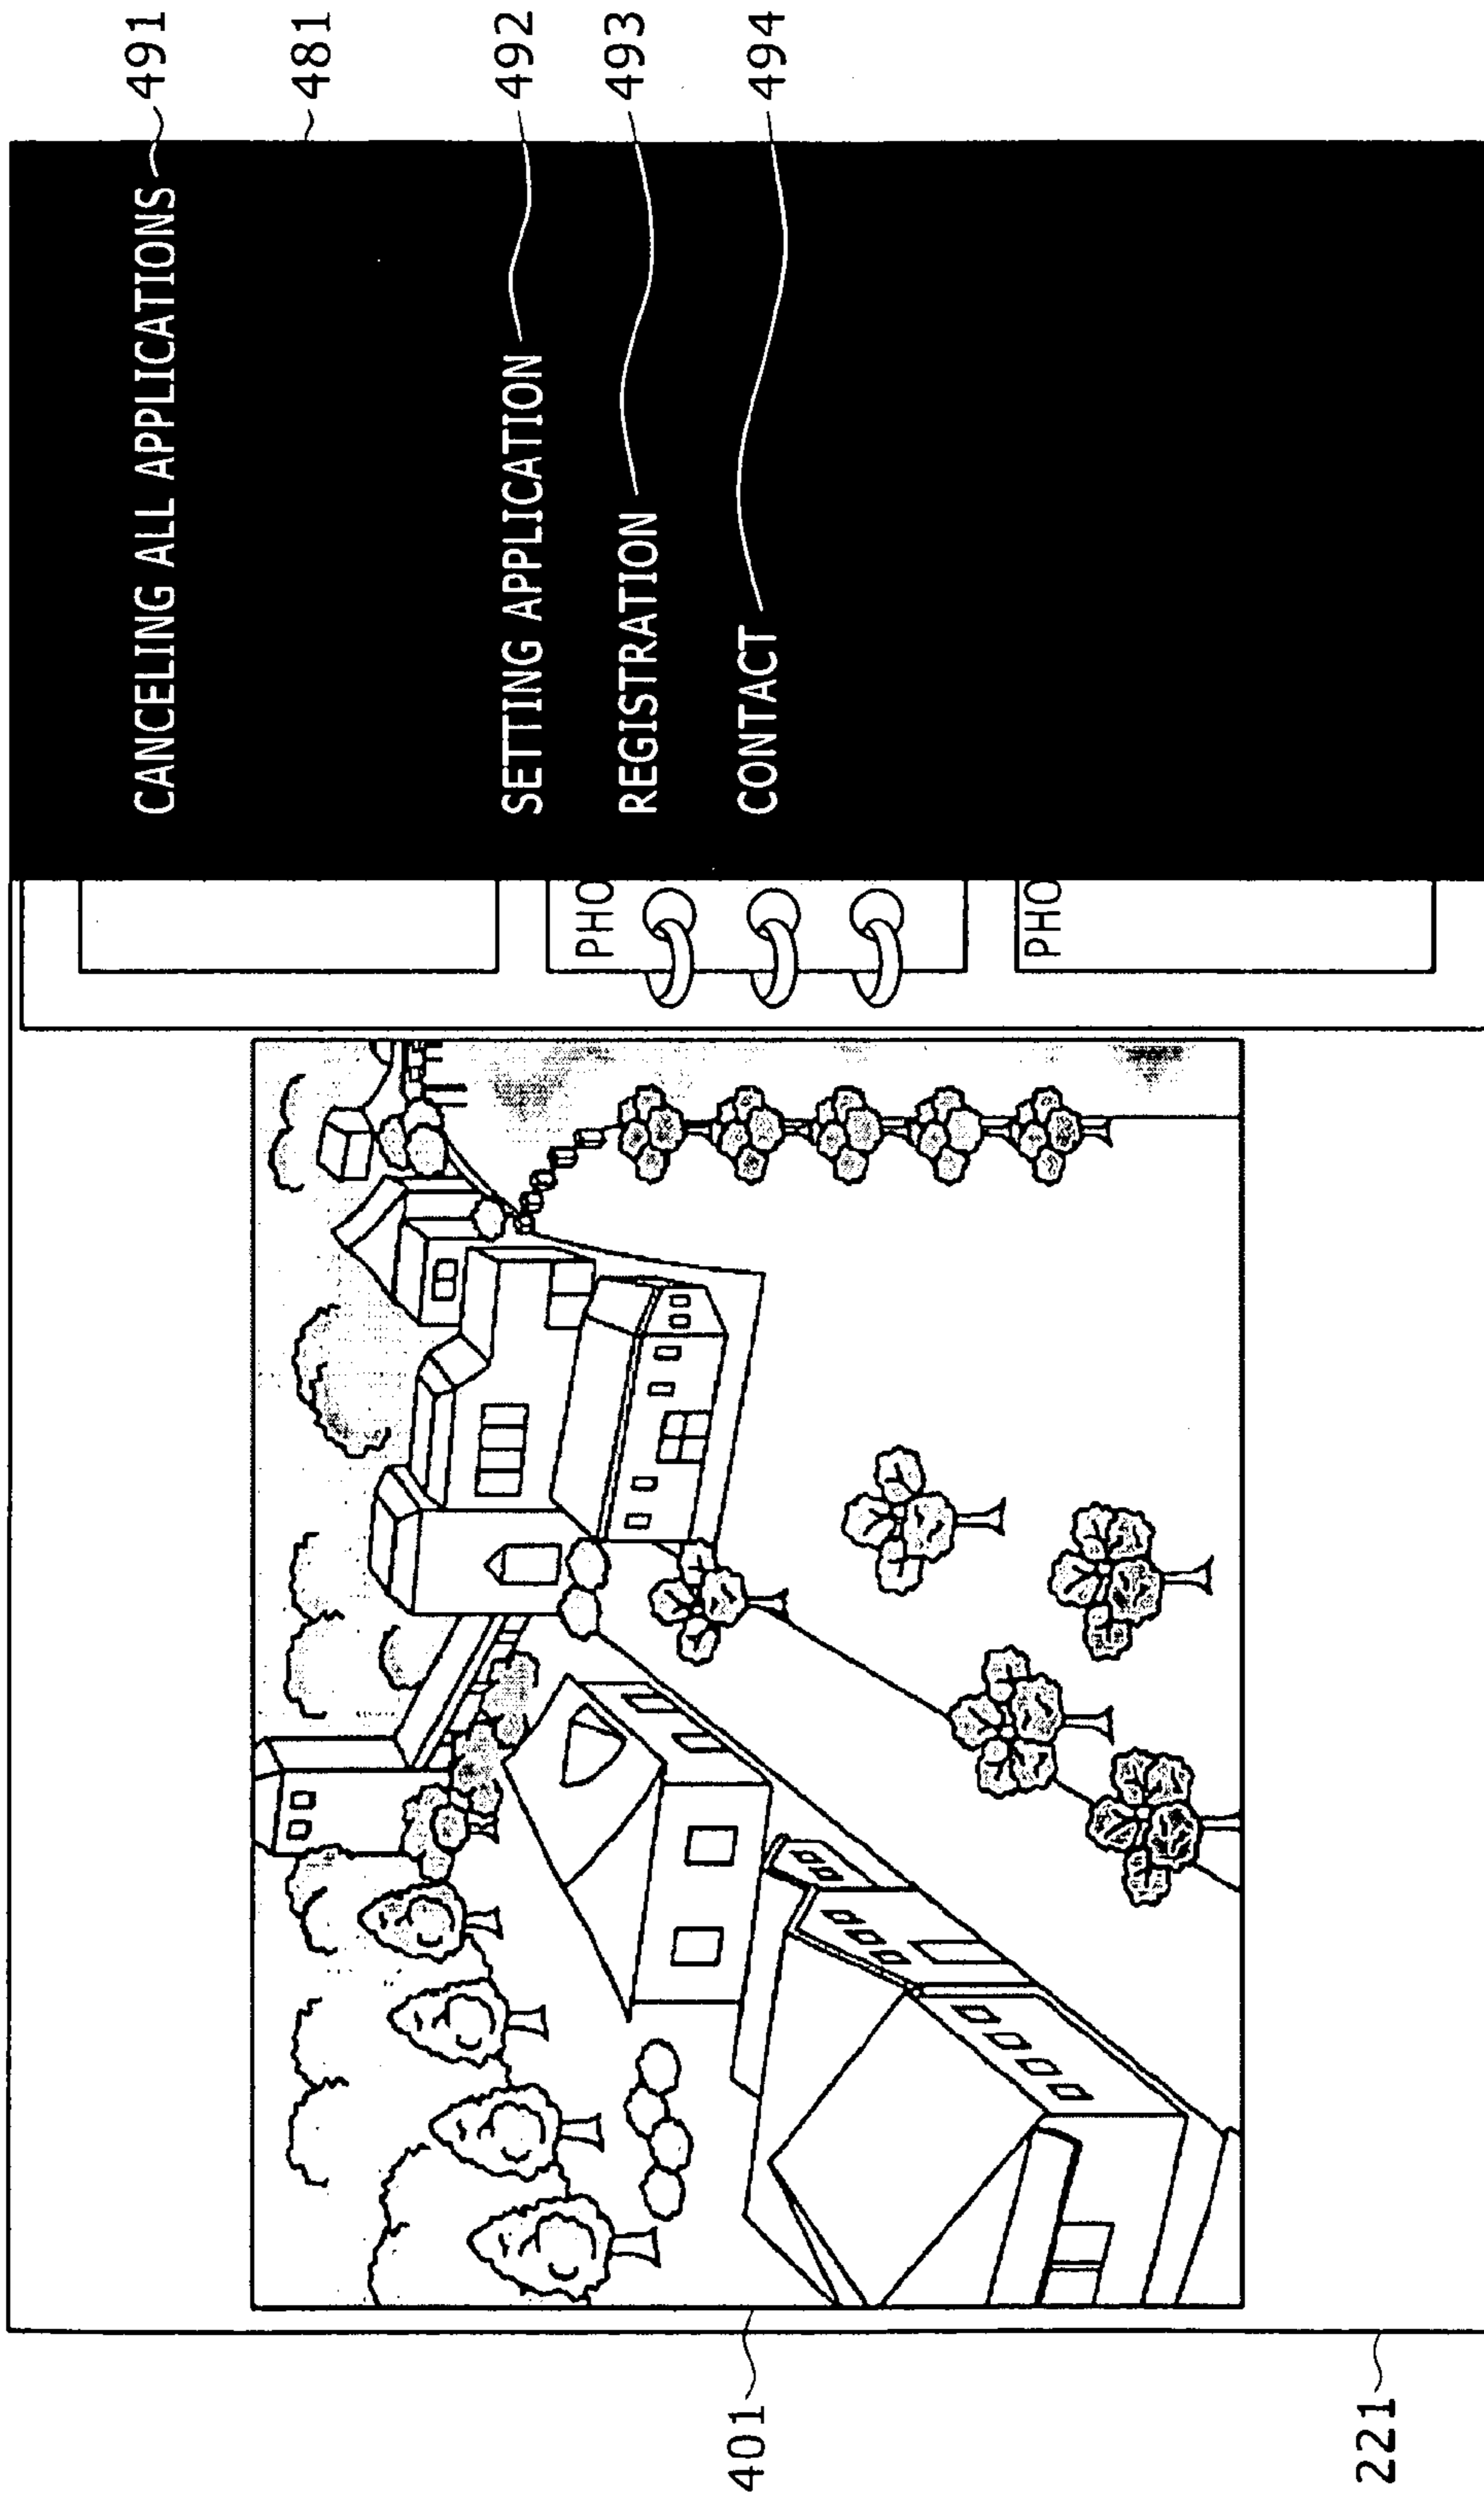 CANCELING ALL APPLICATIONS 491
481
SETTING APPLICATION 492
REGISTRATION 493
CONTACT 494
PHO
PHO
401
221